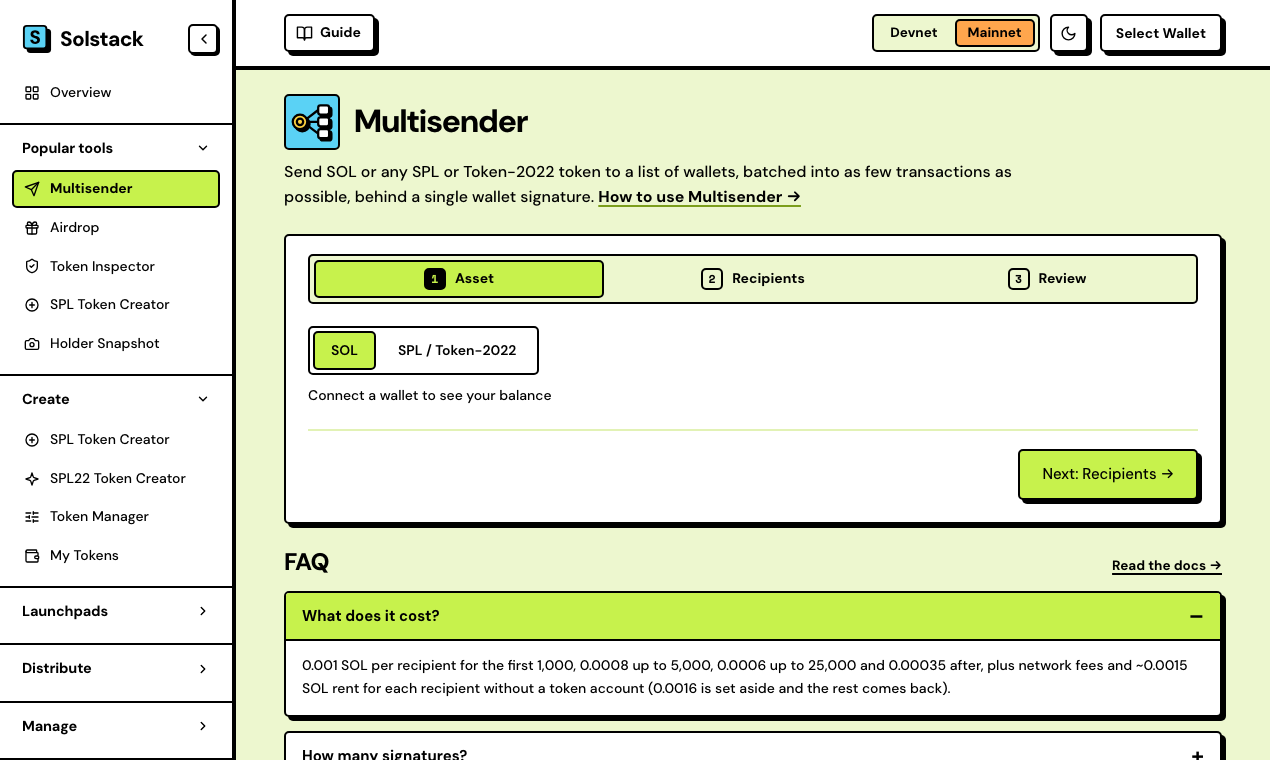 S Solstack
Guide
Devnet
Mainnet
Select Wallet
Overview
Popular tools
Multisender
Airdrop
Token Inspector
SPL Token Creator
Holder Snapshot
Create
SPL Token Creator
SPL22 Token Creator
Token Manager
My Tokens
Launchpads
Distribute
Manage
Multisender
Send SOL or any SPL or Token-2022 token to a list of wallets, batched into as few transactions as
possible, behind a single wallet signature. How to use Multisender →
1 Asset
2 Recipients
3 Review
SOL
SPL / Token-2022
Connect a wallet to see your balance
Next: Recipients →
FAQ
Read the docs →
What does it cost?
0.001 SOL per recipient for the first 1,000, 0.0008 up to 5,000, 0.0006 up to 25,000 and 0.00035 after, plus network fees and ~0.0015
SOL rent for each recipient without a token account (0.0016 is set aside and the rest comes back).
How many signatures?